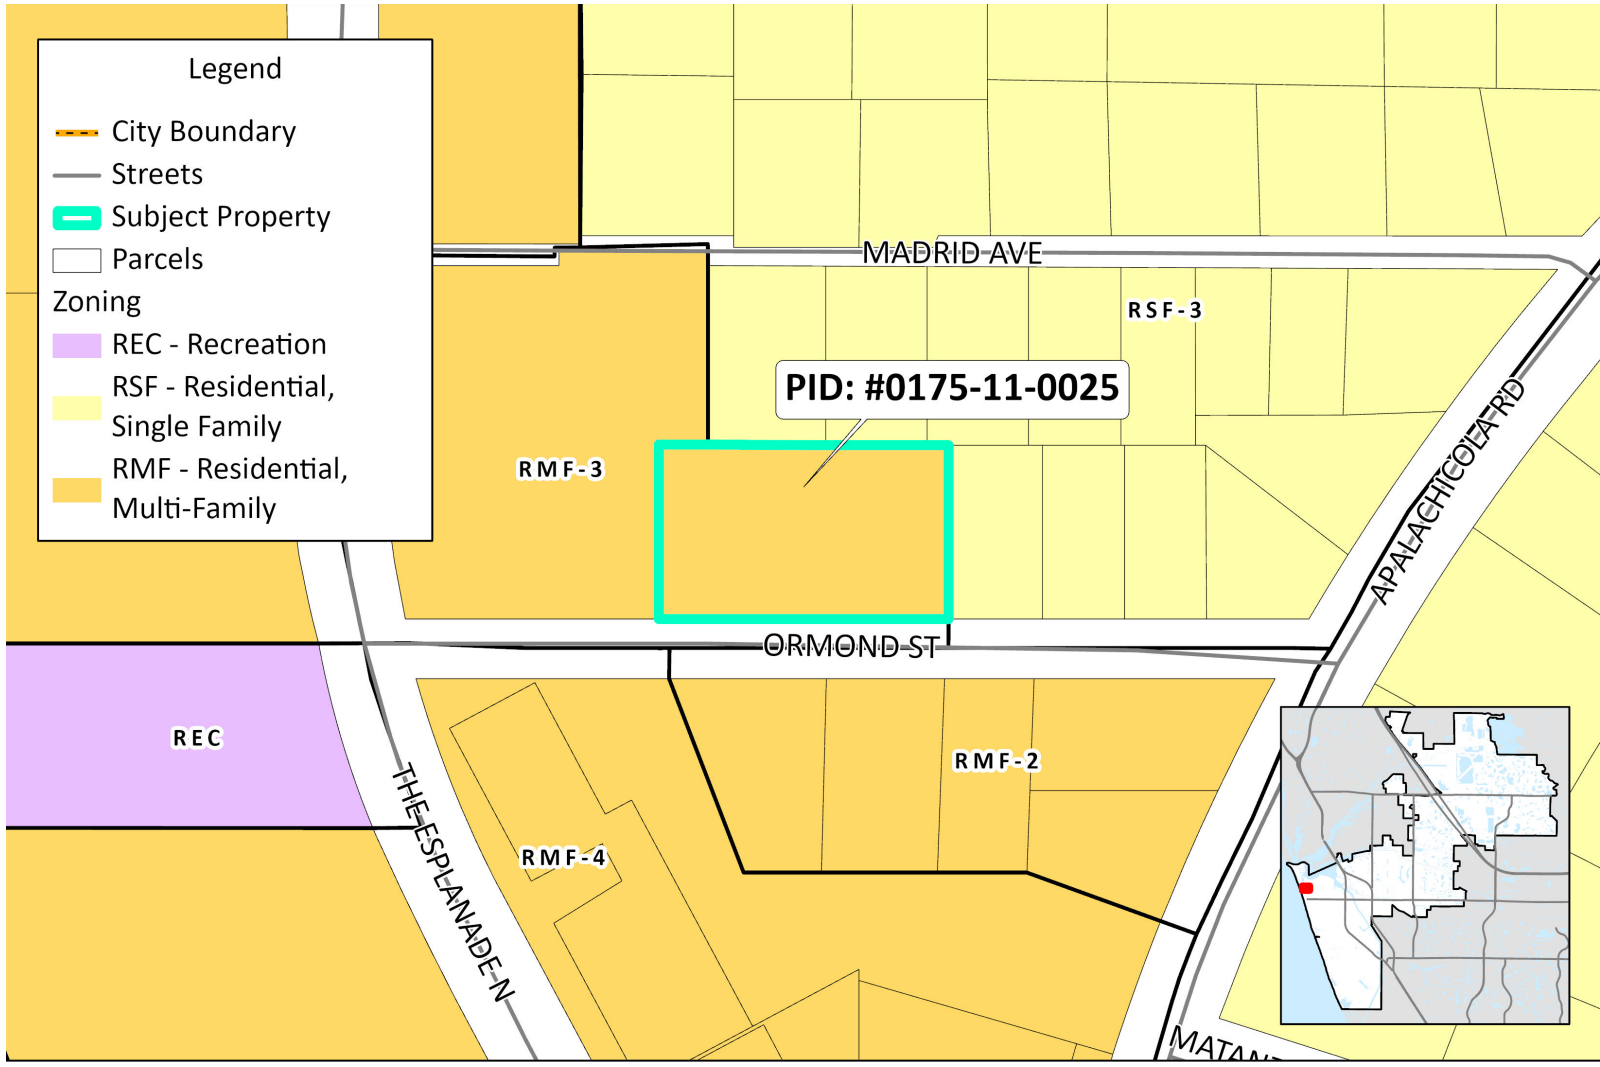 Legend
City Boundary
Streets
Subject Property
Parcels
Zoning
REC - Recreation
RSF - Residential,
Single Family
RMF - Residential,
Multi-Family
MADRID AVE
RSF-3
PID: #0175-11-0025
RMF-3
APALACHICOLA RD
ORMOND ST
REC
RMF-2
THE ESPLANADE N
RMF-4